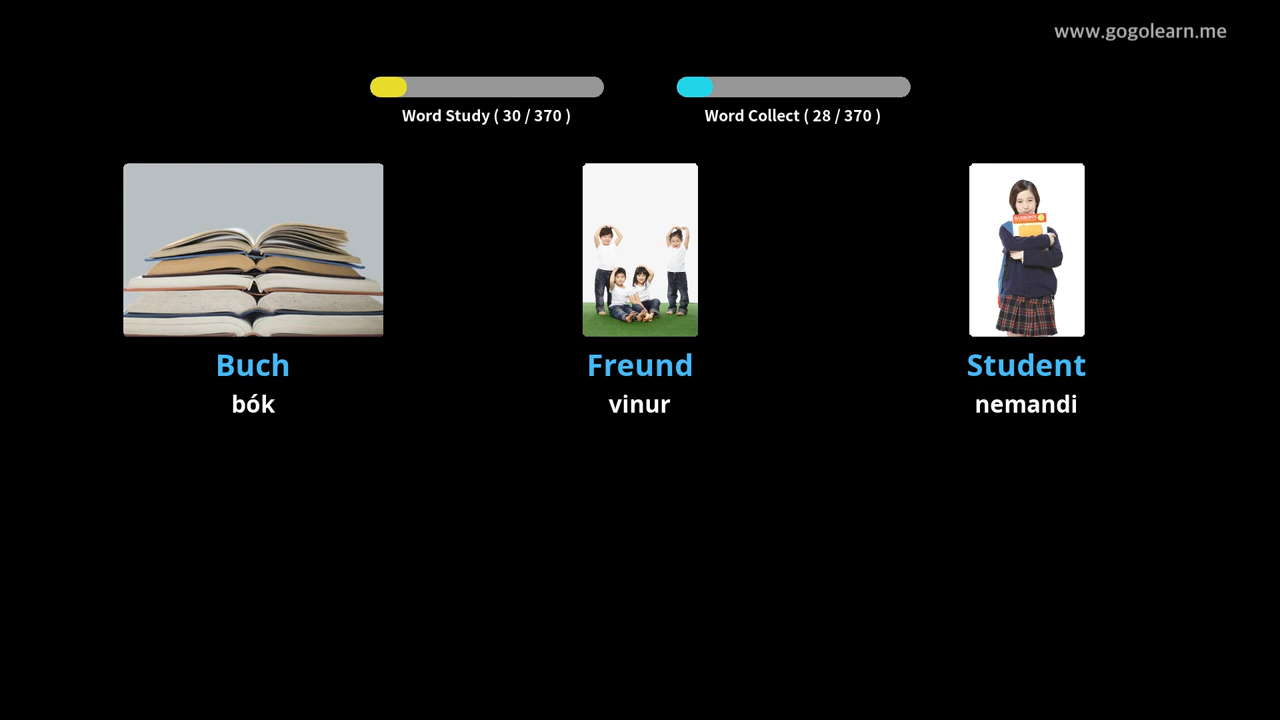 www.gogolearn.me
Word Study ( 30 / 370 )
Word Collect ( 28 / 370 )
Buch
bók
Freund
vinur
Student
nemandi